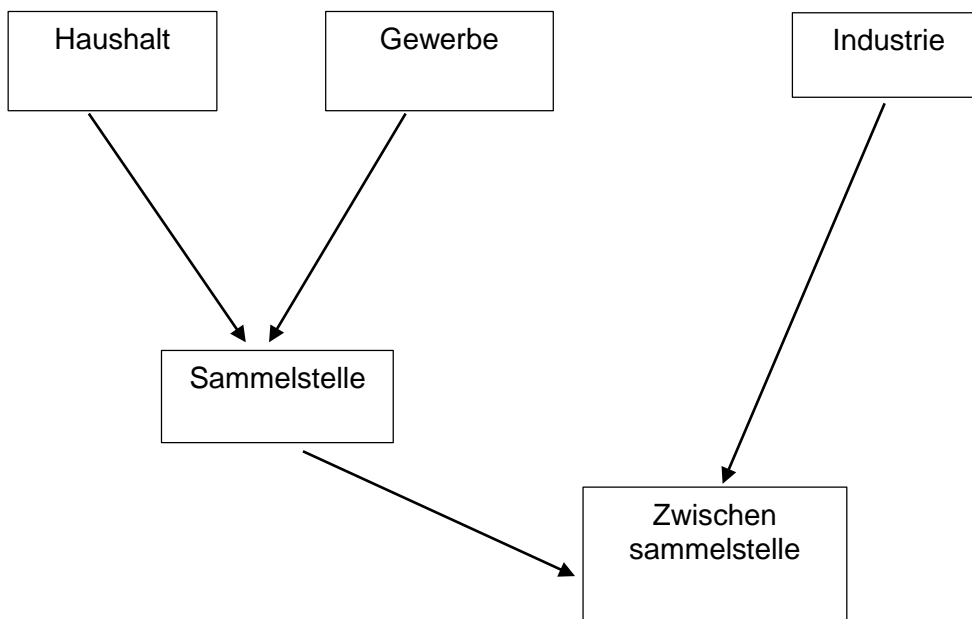 Haushalt
Gewerbe
Industrie
Sammelstelle
Zwischen
sammelstelle